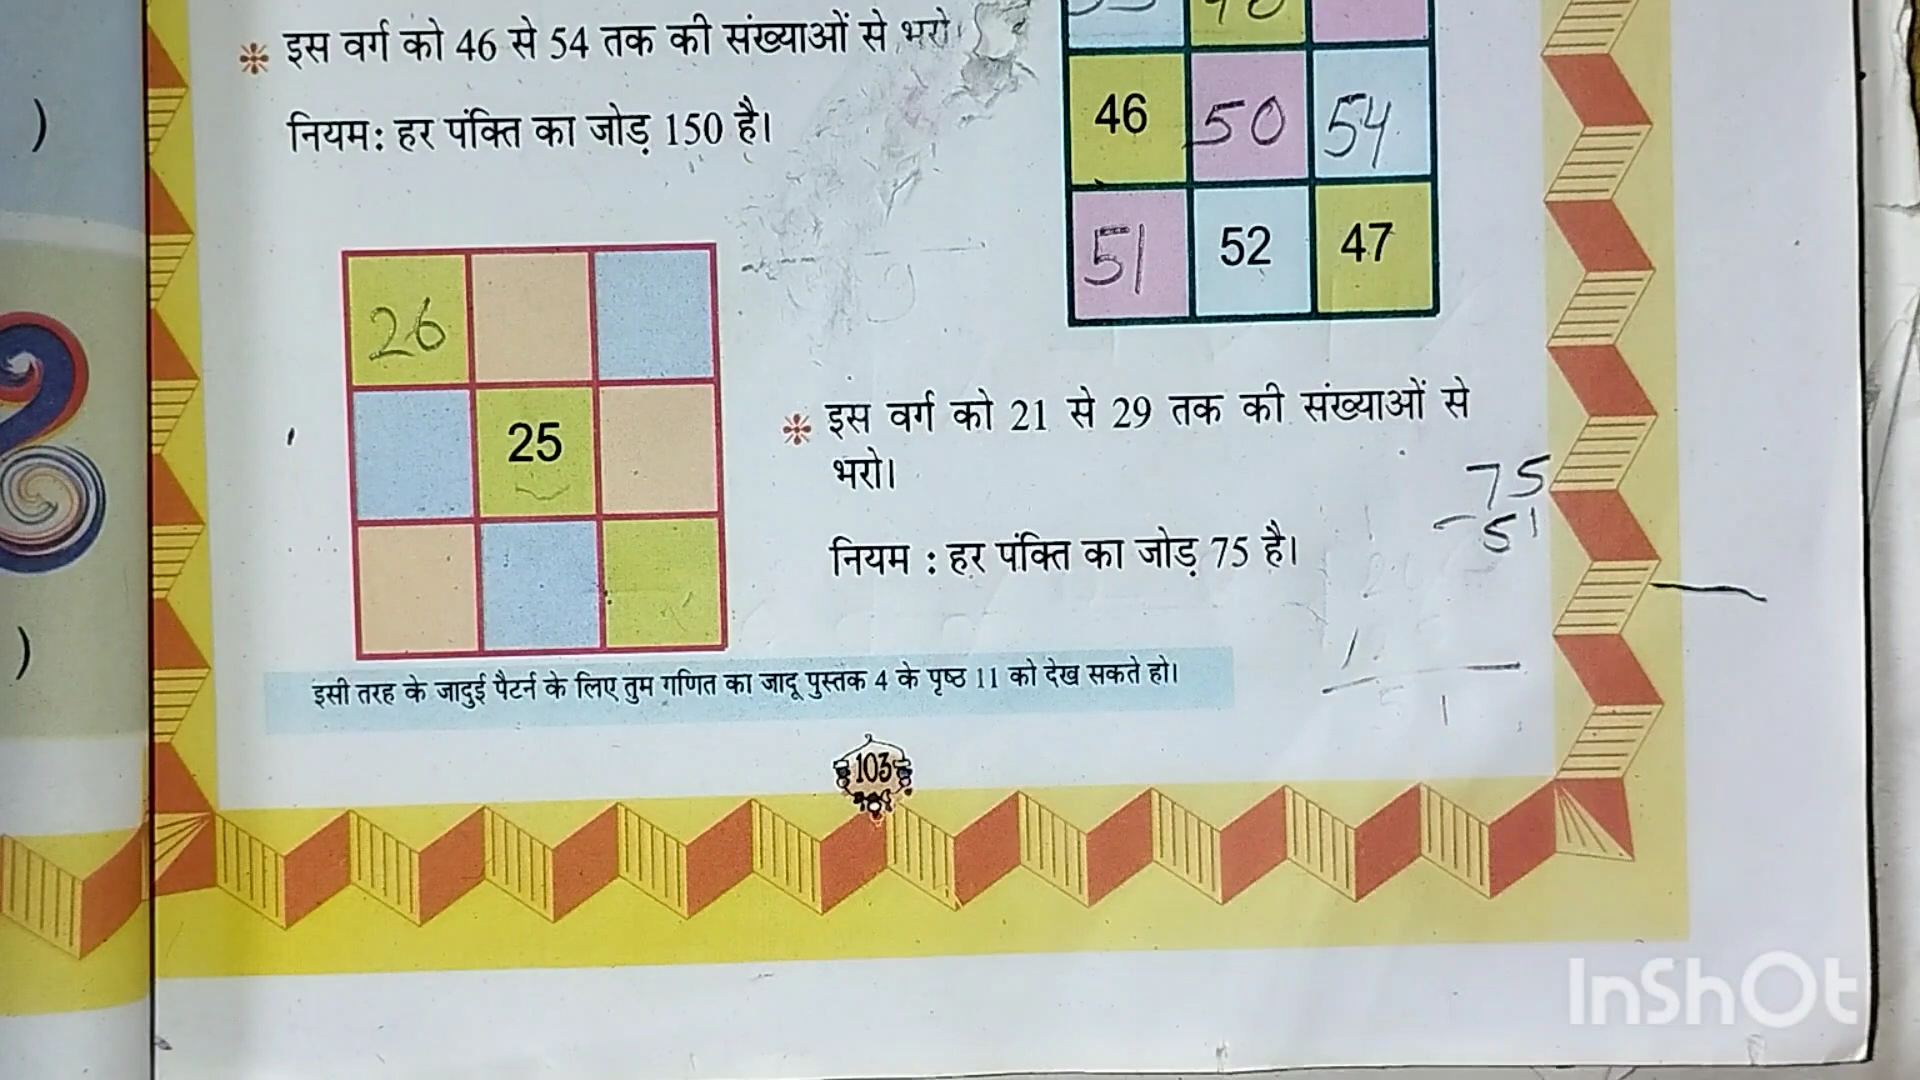 इस वर्ग को 46 से 54 तक की संख्याओं से भरो।
नियम: हर पंक्ति का जोड़ 150 है।
46 50 54
51 52 47
26
25
इस वर्ग को 21 से 29 तक की संख्याओं से
भरो।
नियम : हर पंक्ति का जोड़ 75 है।
75
- 51
इसी तरह के जादुई पैटर्न के लिए तुम गणित का जादू पुस्तक 4 के पृष्ठ 11 को देख सकते हो।
103
)
)
InShOt